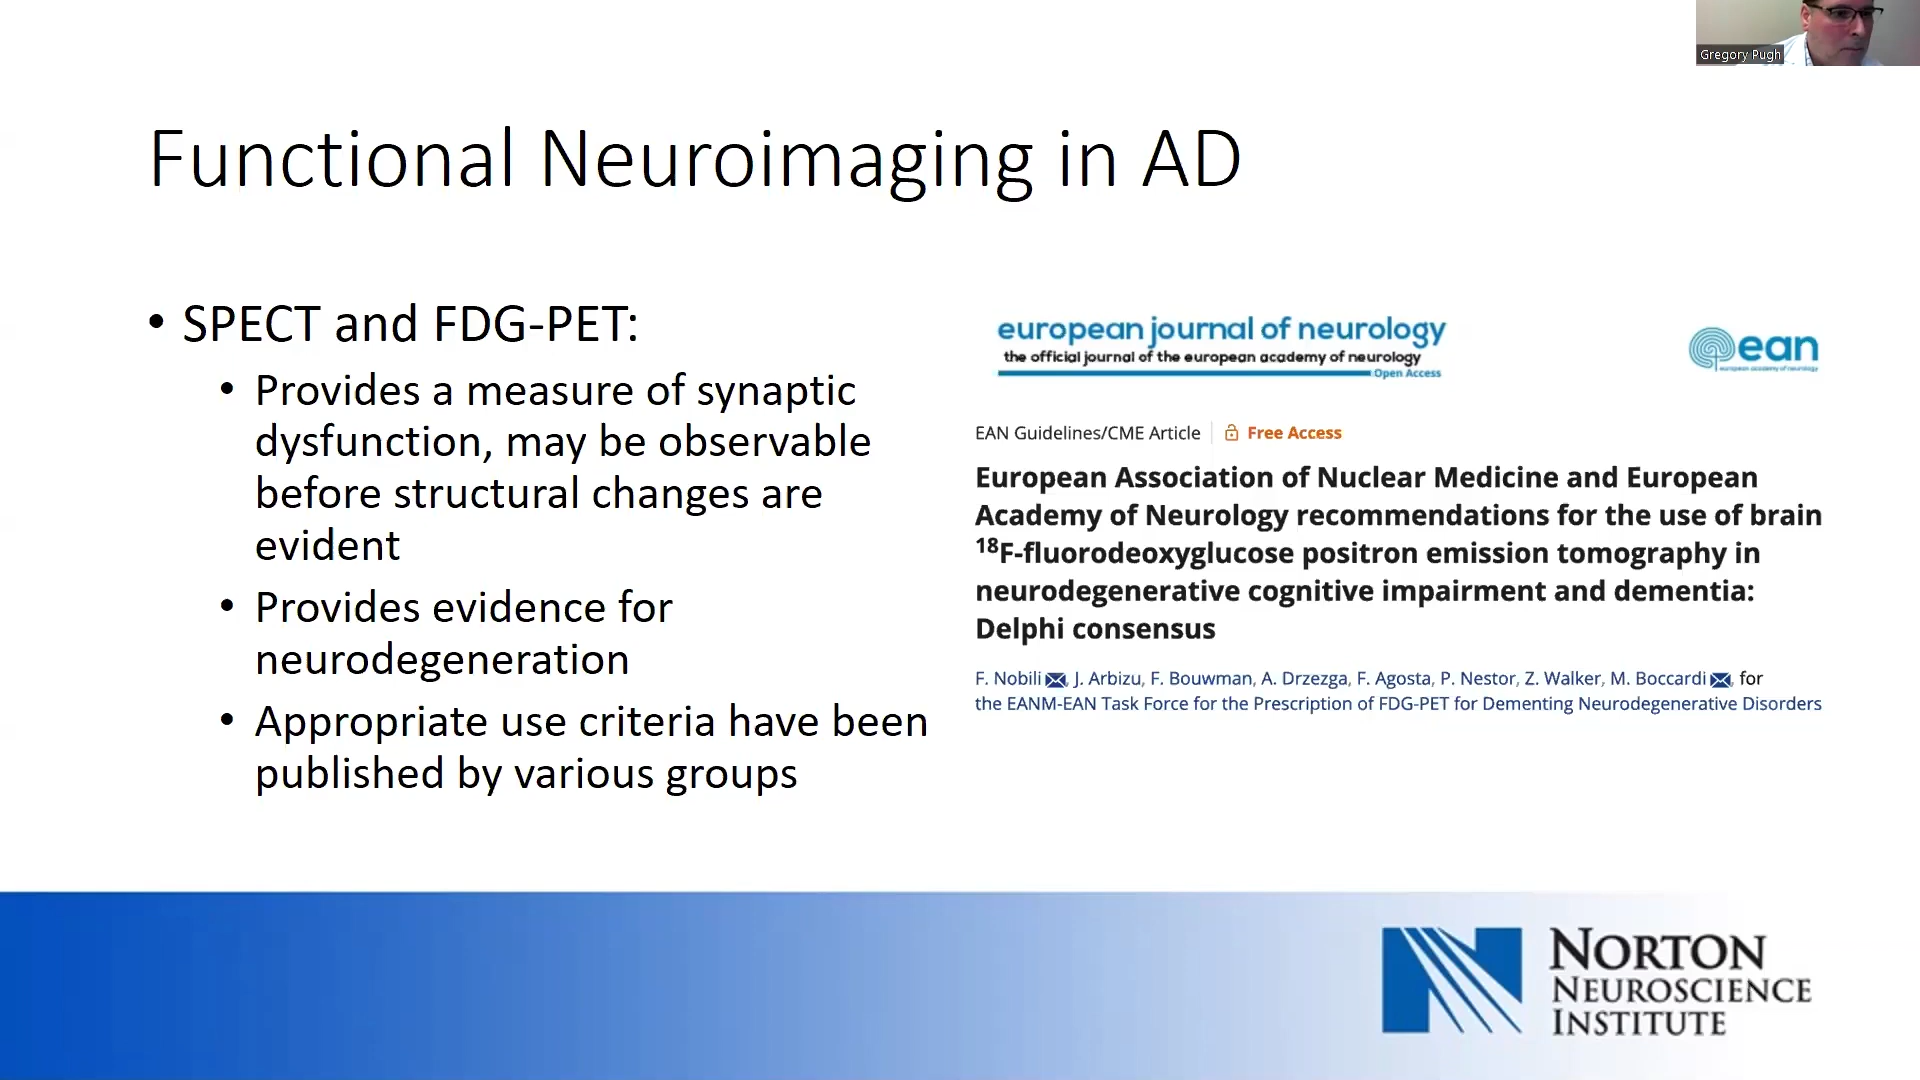 Gregory Pugh
Functional Neuroimaging in AD
• SPECT and FDG-PET:
• Provides a measure of synaptic
dysfunction, may be observable
before structural changes are
evident
• Provides evidence for
neurodegeneration
• Appropriate use criteria have been
published by various groups
european journal of neurology
the official journal of the european academy of neurology
Open Access
ean
european academy of neurology
EAN Guidelines/CME Article | Free Access
European Association of Nuclear Medicine and European
Academy of Neurology recommendations for the use of brain
¹⁸F-fluorodeoxyglucose positron emission tomography in
neurodegenerative cognitive impairment and dementia:
Delphi consensus
F. Nobili, J. Arbizu, F. Bouwman, A. Drzezga, F. Agosta, P. Nestor, Z. Walker, M. Boccardi, for
the EANM-EAN Task Force for the Prescription of FDG-PET for Dementing Neurodegenerative Disorders
NORTON
NEUROSCIENCE
INSTITUTE